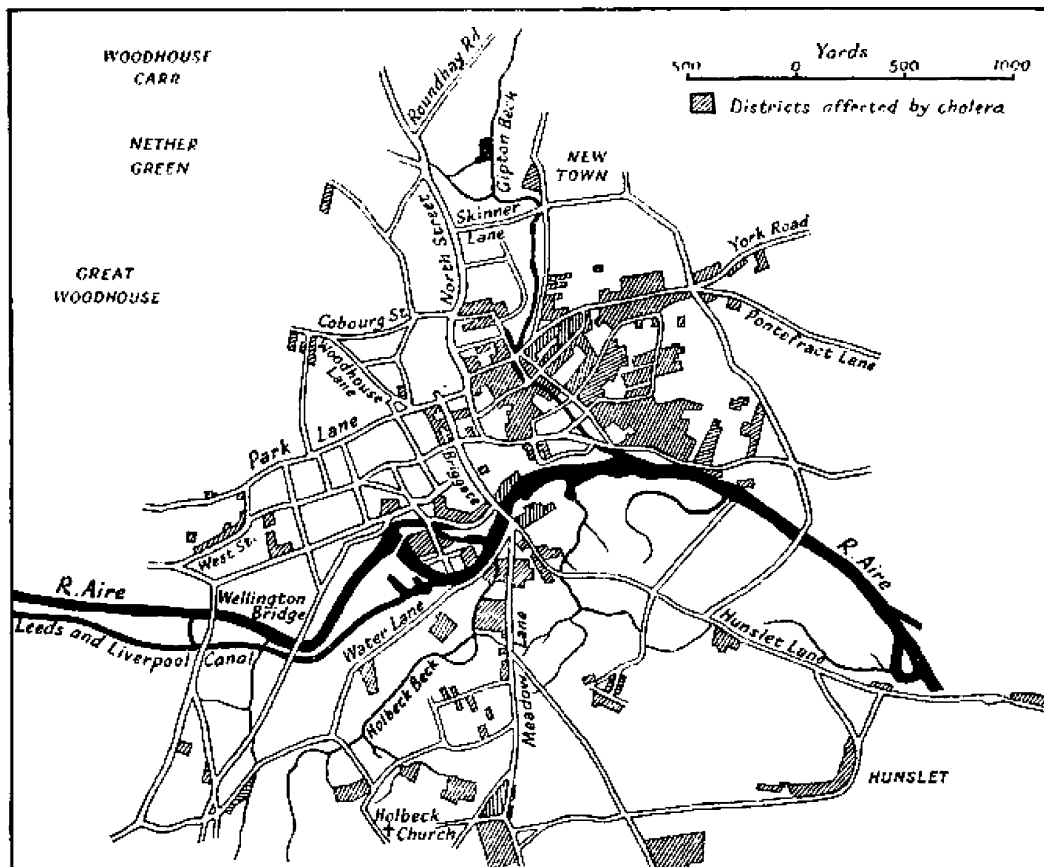 WOODHOUSE
CARR
NETHER
GREEN
GREAT
WOODHOUSE
Yards
500 0 500 1000
Districts affected by cholera
Roundhay Rd
Gipton Beck
NEW
TOWN
North Street
Skinner
Lane
York Road
Pontefract Lane
Cobourg St.
Woodhouse
Lane
Park Lane
Briggate
West St.
R. Aire
Wellington
Bridge
Leeds and Liverpool Canal
Water Lane
Holbeck Beck
Meadow Lane
Hunslet Lane
R. Aire
HUNSLET
Holbeck
Church